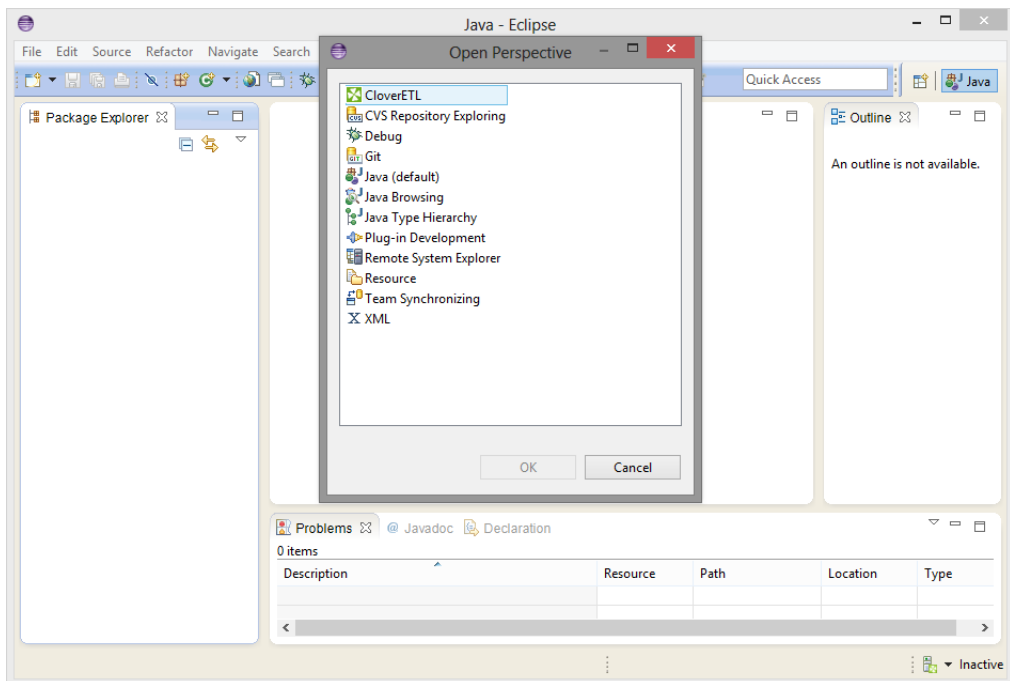 Java - Eclipse
File Edit Source Refactor Navigate Search
Open Perspective
Quick Access
Java
Package Explorer
Outline
An outline is not available.
CloverETL
CVS Repository Exploring
Debug
Git
Java (default)
Java Browsing
Java Type Hierarchy
Plug-in Development
Remote System Explorer
Resource
Team Synchronizing
X XML
OK Cancel
Problems @ Javadoc Declaration
0 items
Description Resource Path Location Type
Inactive